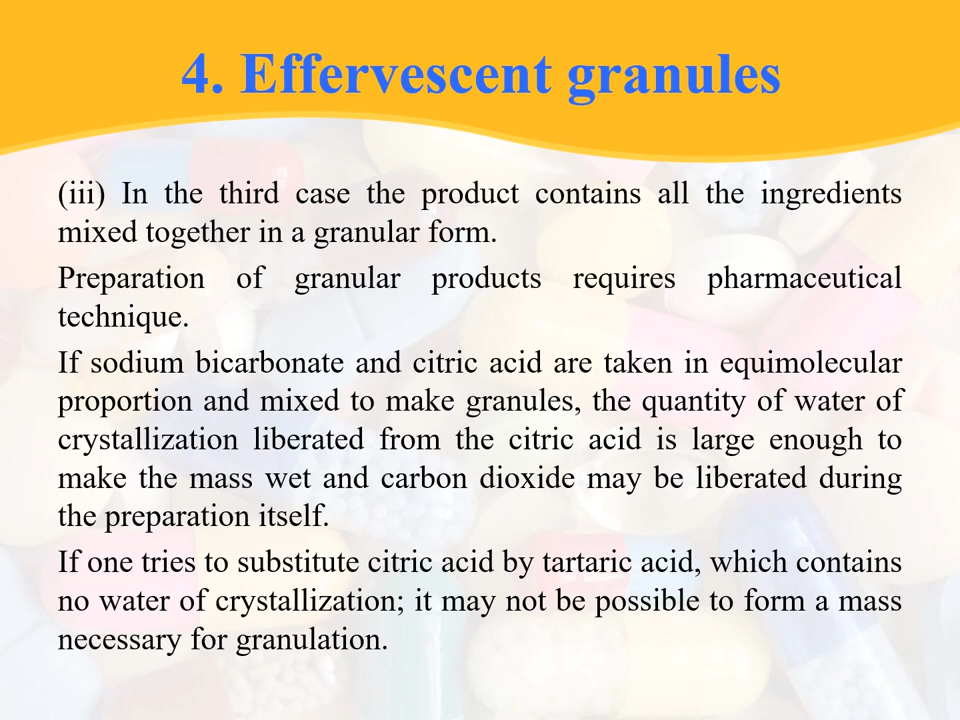 4. Effervescent granules
(iii) In the third case the product contains all the ingredients
mixed together in a granular form.
Preparation of granular products requires pharmaceutical
technique.
If sodium bicarbonate and citric acid are taken in equimolecular
proportion and mixed to make granules, the quantity of water of
crystallization liberated from the citric acid is large enough to
make the mass wet and carbon dioxide may be liberated during
the preparation itself.
If one tries to substitute citric acid by tartaric acid, which contains
no water of crystallization; it may not be possible to form a mass
necessary for granulation.